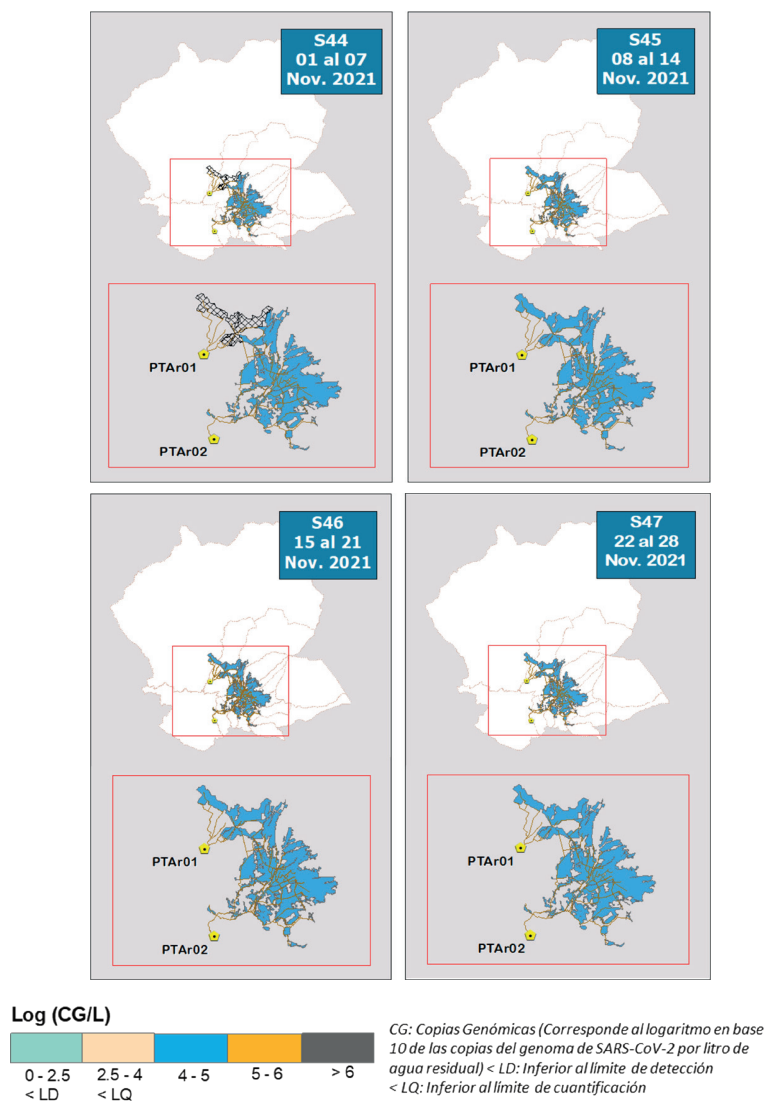 S44
01 al 07
Nov. 2021
PTAr01
PTAr02
S45
08 al 14
Nov. 2021
PTAr01
PTAr02
S46
15 al 21
Nov. 2021
PTAr01
PTAr02
S47
22 al 28
Nov. 2021
PTAr01
PTAr02
Log (CG/L)
0 - 2.5
< LD
2.5 - 4
< LQ
4 - 5
5 - 6
> 6
CG: Copias Genómicas (Corresponde al logaritmo en base
10 de las copias del genoma de SARS-CoV-2 por litro de
agua residual) < LD: Inferior al límite de detección
< LQ: Inferior al límite de cuantificación